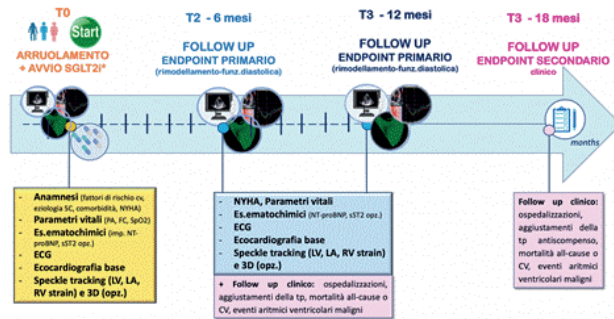 T0
Start
ARRUOLAMENTO
+ AVVIO SGLT2i*
T2 - 6 mesi
FOLLOW UP
ENDPOINT PRIMARIO
(rimodellamento-funz.diastolica)
T3 - 12 mesi
FOLLOW UP
ENDPOINT PRIMARIO
(rimodellamento-funz.diastolica)
T3 - 18 mesi
FOLLOW UP
ENDPOINT SECONDARIO
clinico
months
- Anamnesi (fattori di rischio cv,
eziologia SC, comorbidità, NYHA)
- Parametri vitali (PA, FC, SpO2)
- Es.ematochimici (imp. NT-
proBNP, sST2 opz.)
- ECG
- Ecocardiografia base
- Speckle tracking (LV, LA,
RV strain) e 3D (opz.)
- NYHA, Parametri vitali
- Es.ematochimici (NT-proBNP, sST2 opz.)
- ECG
- Ecocardiografia base
- Speckle tracking (LV, LA, RV strain)
e 3D (opz.)
+ Follow up clinico: ospedalizzazioni,
aggiustamenti della tp, mortalità all-cause o
CV, eventi aritmici ventricolari maligni
Follow up clinico:
ospedalizzazioni,
aggiustamenti della
tp antiscompenso,
mortalità all-cause o
CV, eventi aritmici
ventricolari maligni